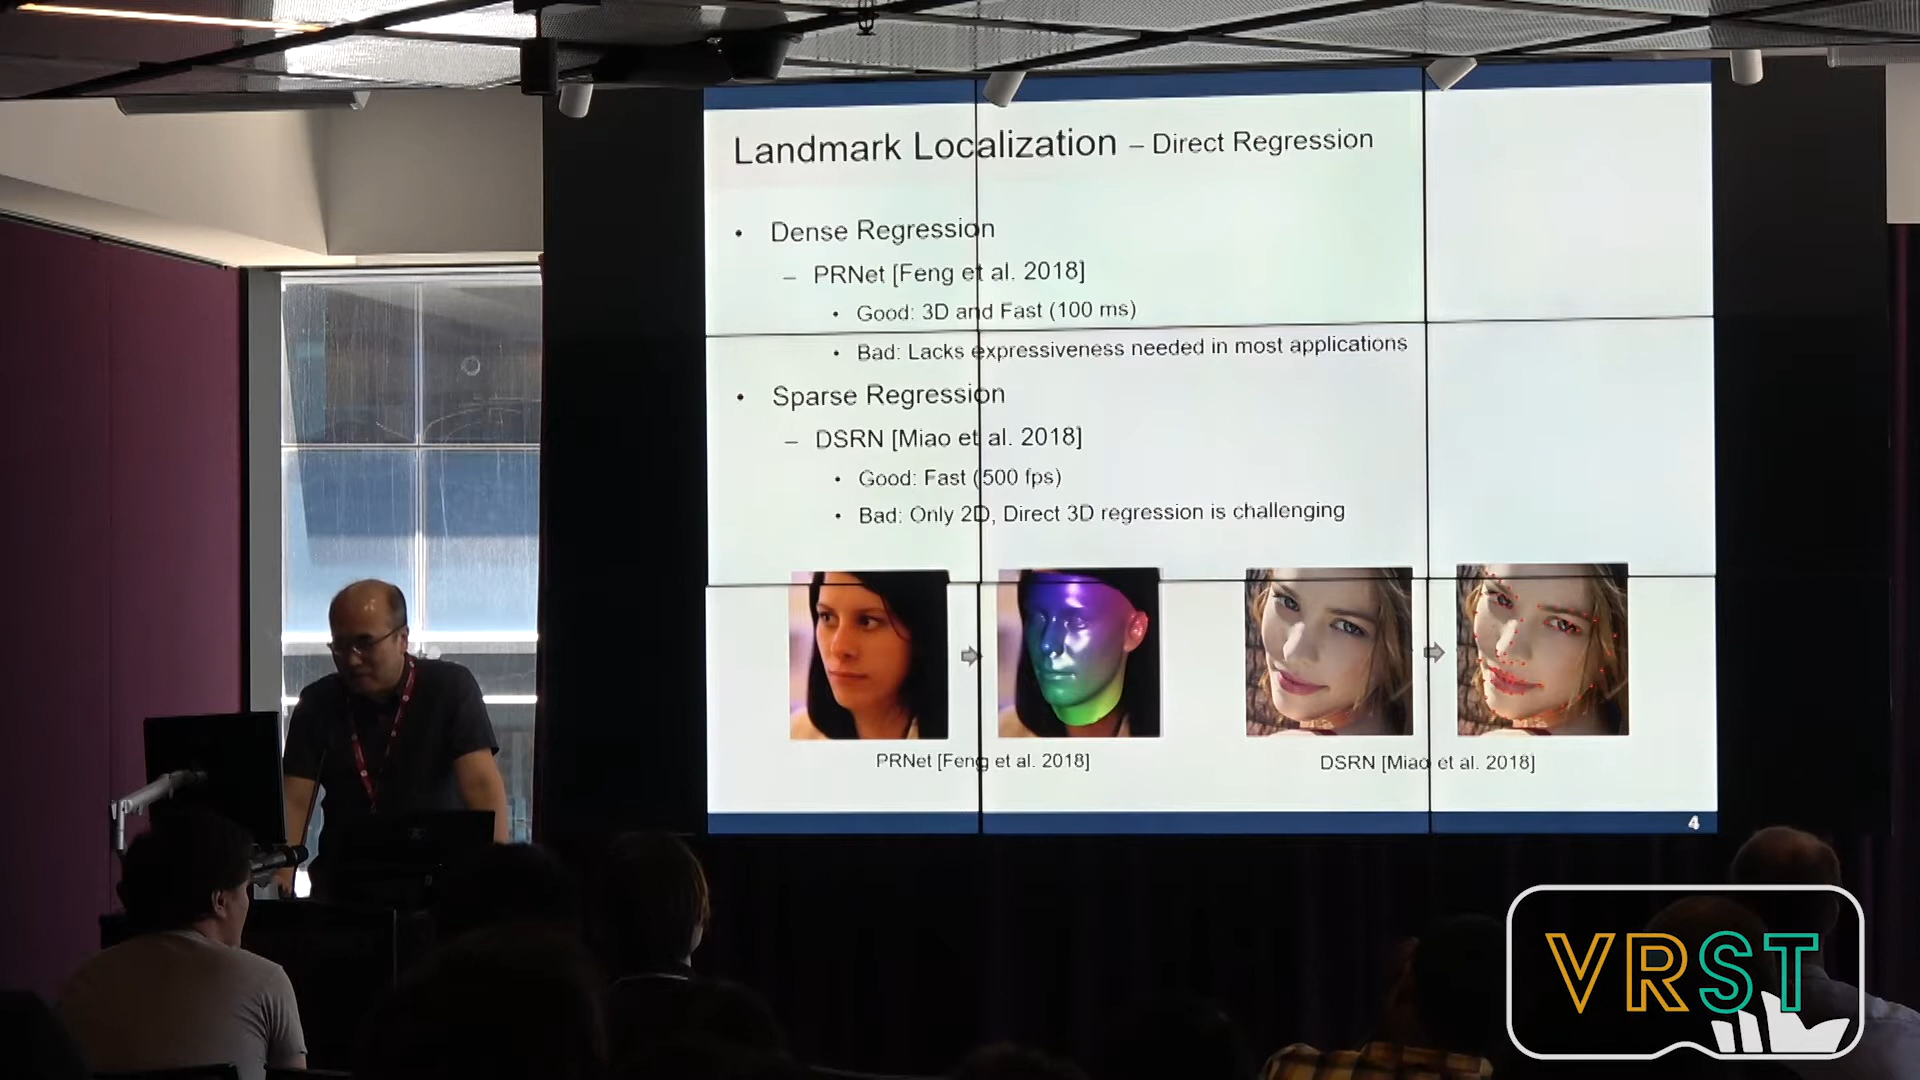 Landmark Localization – Direct Regression
• Dense Regression
– PRNet [Feng et al. 2018]
• Good: 3D and Fast (100 ms)
• Bad: Lacks expressiveness needed in most applications
• Sparse Regression
– DSRN [Miao et al. 2018]
• Good: Fast (500 fps)
• Bad: Only 2D, Direct 3D regression is challenging
PRNet [Feng et al. 2018]
DSRN [Miao et al. 2018]
4
VRST